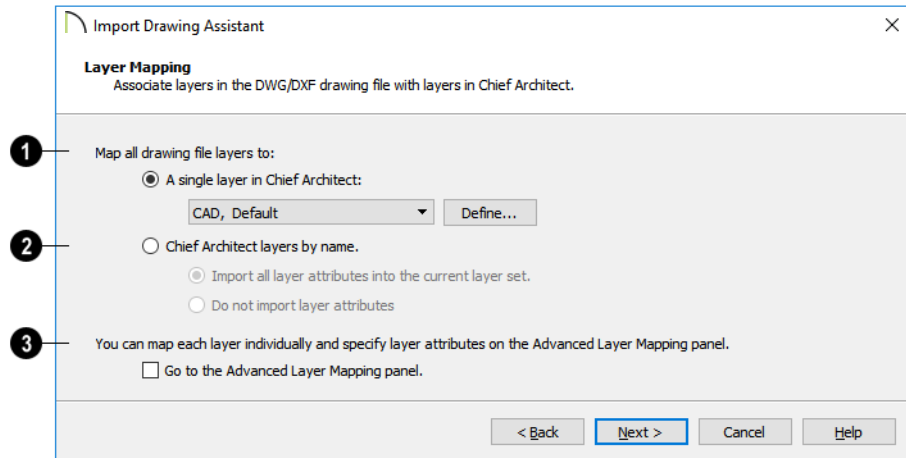 Import Drawing Assistant
Layer Mapping
Associate layers in the DWG/DXF drawing file with layers in Chief Architect.
1 Map all drawing file layers to:
A single layer in Chief Architect:
CAD, Default Define...
2 Chief Architect layers by name.
Import all layer attributes into the current layer set.
Do not import layer attributes
3 You can map each layer individually and specify layer attributes on the Advanced Layer Mapping panel.
Go to the Advanced Layer Mapping panel.
< Back Next > Cancel Help